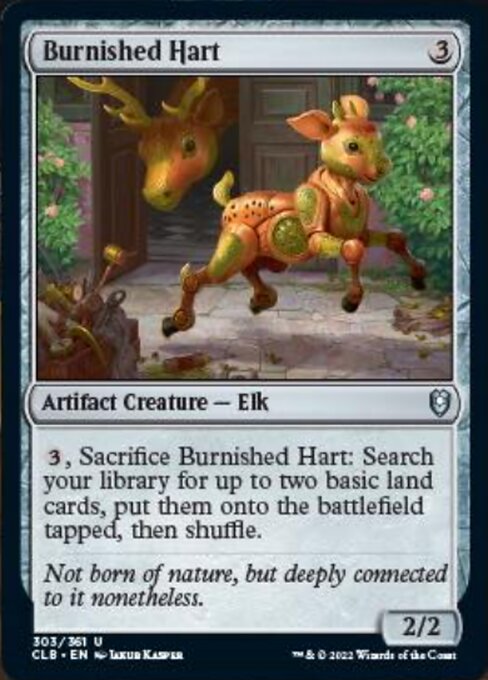 Burnished Hart 3
Artifact Creature — Elk
3, Sacrifice Burnished Hart: Search
your library for up to two basic land
cards, put them onto the battlefield
tapped, then shuffle.
Not born of nature, but deeply connected
to it nonetheless.
2/2
303/361 U
CLB • EN Jakub Kasper
™ & © 2022 Wizards of the Coast